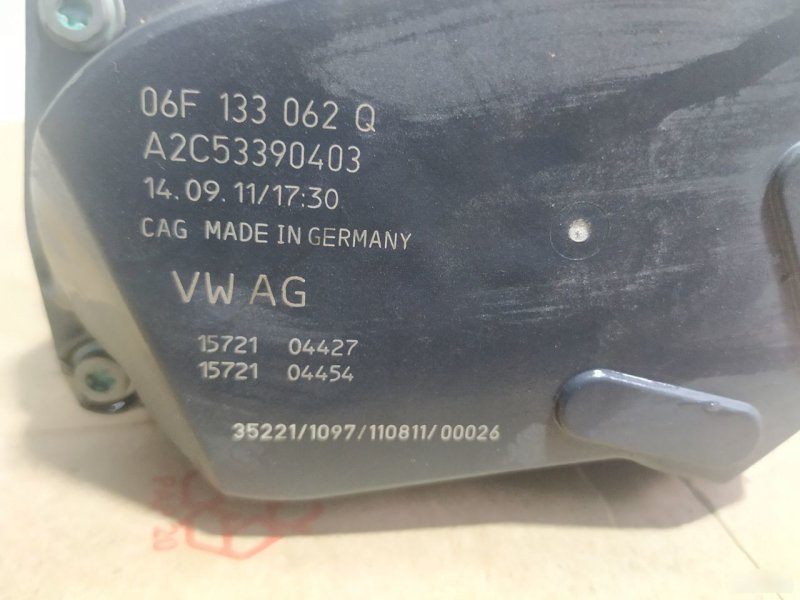 06F 133 062 Q
A2C53390403
14.09.11/17:30
CAG MADE IN GERMANY
VW AG
15721 04427
15721 04454
35221/1097/110811/00026